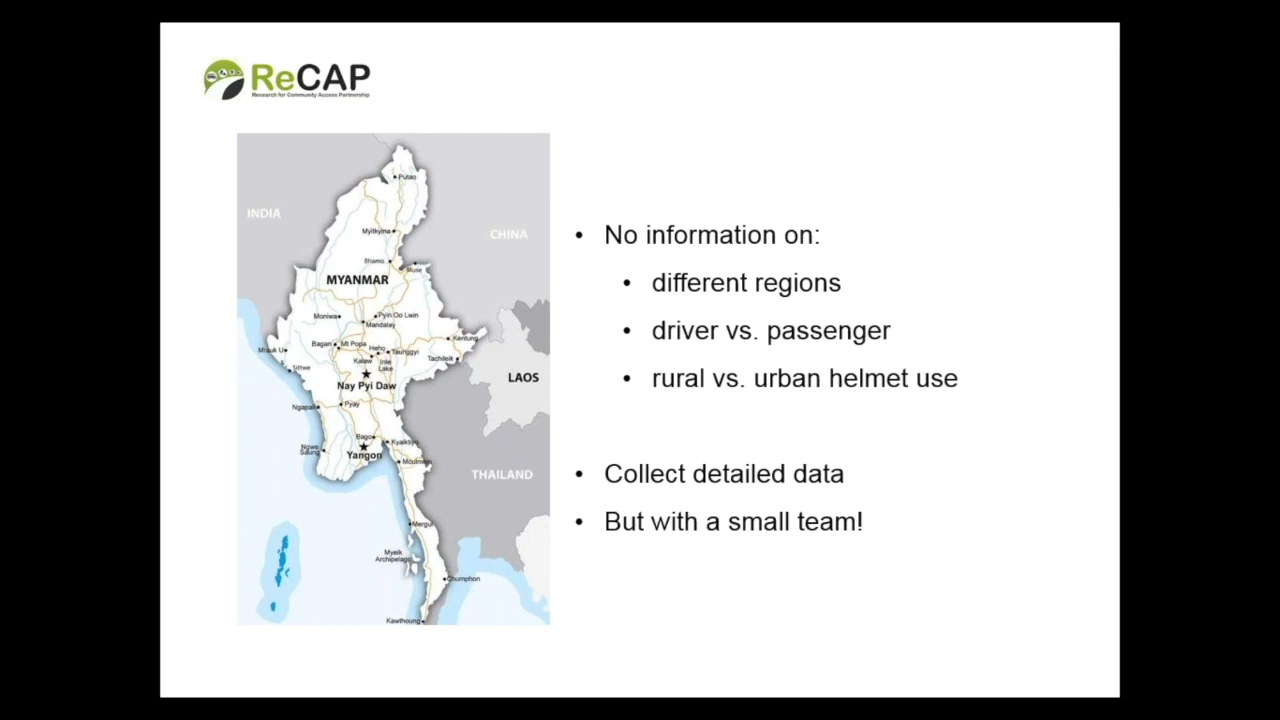 ReCAP
Research for Community Access Partnership
INDIA
CHINA
MYANMAR
LAOS
THAILAND
Putao
Myitkyina
Bhamo
Muse
Monywa
Pyin Oo Lwin
Mandalay
Bagan
Mt Popa
Heho
Taunggyi
Kalaw
Inle
Lake
Kentung
Tachileik
Mrauk U
Sittwe
Nay Pyi Daw
Ngapali
Pyay
Bago
Kyaiktiyo
Ngwe
Saung
Yangon
Mergui
Myeik
Archipelago
Chumphon
Kawthoung
• No information on:
• different regions
• driver vs. passenger
• rural vs. urban helmet use
• Collect detailed data
• But with a small team!